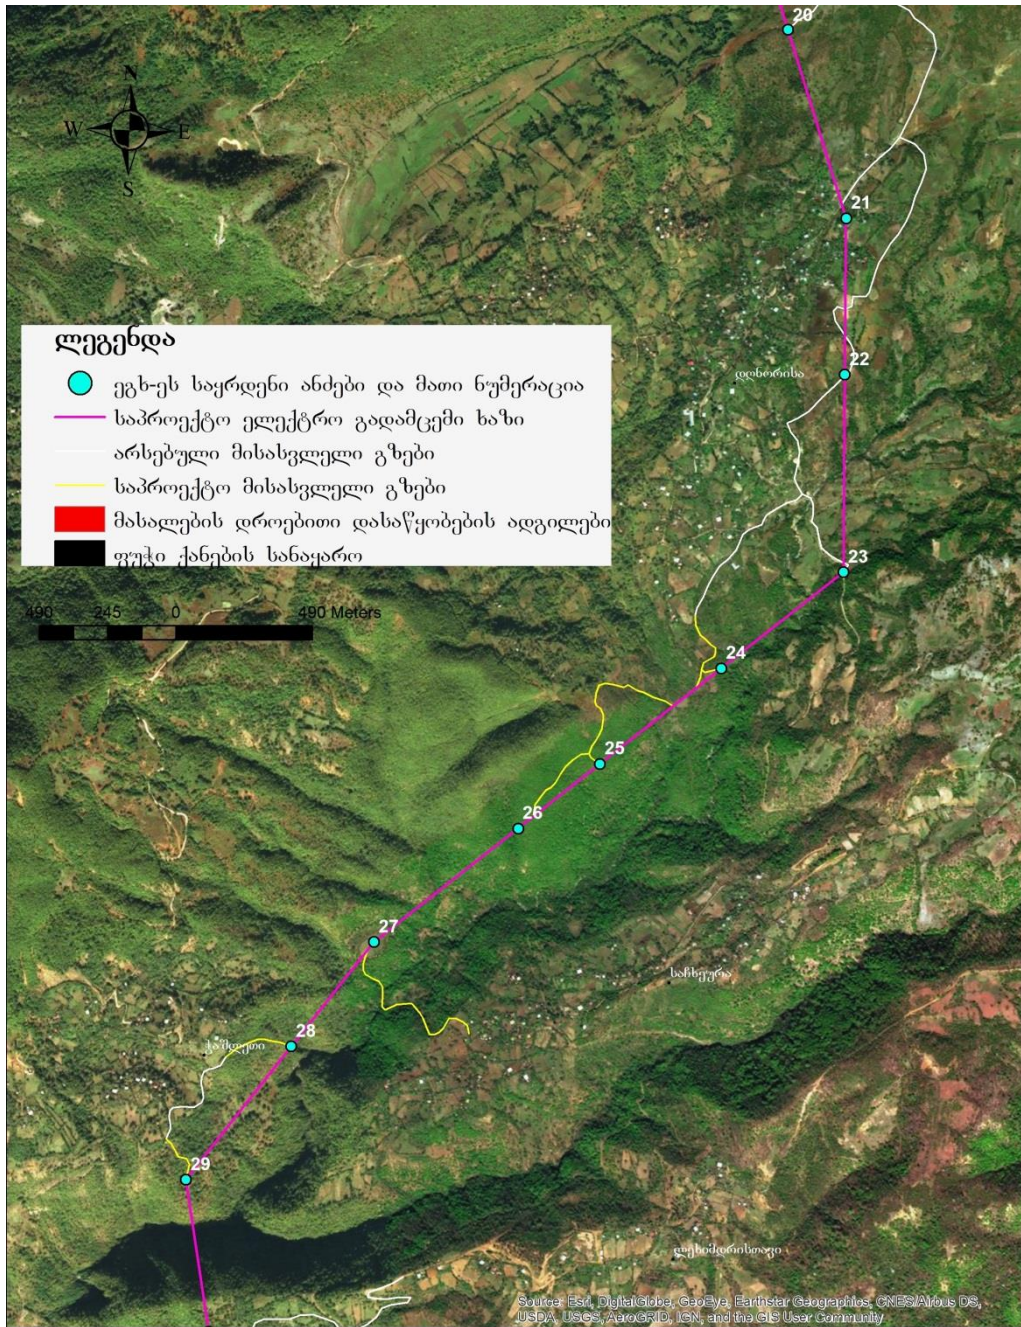 20
N
W E
S
21
ლეგენდა
22
დღნორისა
ეგხ-ეს საყრდენი ანძები და მათი ნუმერაცია
საპროექტო ელექტრო გადამცემი ხაზი
არსებული მისასვლელი გზები
საპროექტო მისასვლელი გზები
მასალების დროებითი დასაწყობების ადგილები
ფუჭი ქანების სანაყარო
23
490 245 0 490 Meters
24
25
26
27
საჩხეურა
28
29
ლეხიმდრისთავი
Source: Esri, DigitalGlobe, GeoEye, Earthstar Geographics, CNES/Airbus DS,
USDA, USGS, AeroGRID, IGN, and the GIS User Community